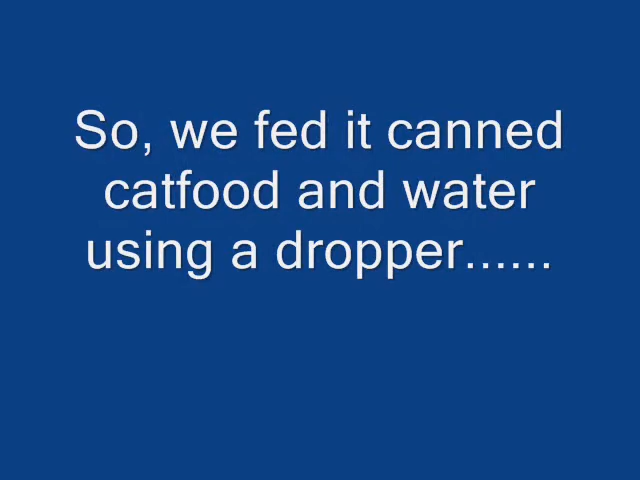 So, we fed it canned
catfood and water
using a dropper......